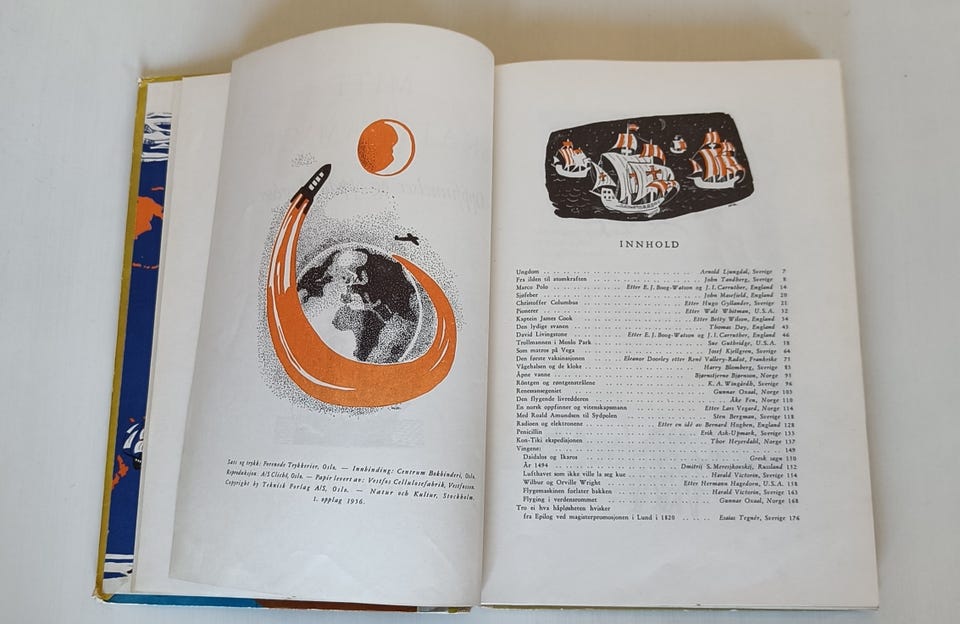 Sats og trykk: Forenede Trykkerier, Oslo. — Innbinding: Centrum Bokbinderi, Oslo.
Reproduksjon: A/S Cliché, Oslo. — Papir levert av: Vestfos Cellulosefabrik, Vestfossen.
Copyright by Teknisk Forlag A/S, Oslo. — Natur och Kultur, Stockholm.
1. opplag 1956.
INNHOLD
Ungdom Arnold Ljungdal, Sverige 7
Fra ilden til atomkraften John Tandberg, Sverige 8
Marco Polo Etter E. J. Boog-Watson og J. I. Carruther, England 14
Sjøfeber John Masefield, England 20
Christoffer Columbus Etter Hugo Gyllander, Sverige 21
Pionerer Etter Walt Whitman, U.S.A. 32
Kaptein James Cook Etter Betty Wilson, England 34
Den lydige svanen Thomas Day, England 45
David Livingstone Etter E. J. Boog-Watson og J. I. Carruther, England 46
Trollmannen i Menlo Park Sue Guthridge, U.S.A. 58
Som matros på Vega Josef Kjellgren, Sverige 64
Den første vaksinasjonen Eleanor Doorley etter René Vallery-Radot, Frankrike 71
Vågehalsen og de kloke Harry Blomberg, Sverige 83
Åpne vanne Bjørnstjerne Bjørnson, Norge 95
Röntgen og røntgenstrålene K. A. Wingårdh, Sverige 96
Renessansegeniet Gunnar Oxaal, Norge 103
Den flygende livredderen Åke Fen, Norge 110
En norsk oppfinner og vitenskapsmann Etter Lars Vegard, Norge 114
Med Roald Amundsen til Sydpolen Sten Bergman, Sverige 118
Radioen og elektronene Etter en idé av Bernard Hogben, England 128
Penicillin Erik Ask-Upmark, Sverige 133
Kon-Tiki ekspedisjonen Thor Heyerdahl, Norge 137
Vingene: 149
Daidalos og Ikaros Gresk sagn 150
År 1494 Dmitrij S. Meresjkovskij, Russland 152
Lufthavet som ikke ville la seg kue Harald Victorin, Sverige 154
Wilbur og Orville Wright Etter Hermann Hagedorn, U.S.A. 158
Flygemaskinen forlater bakken Harald Victorin, Sverige 163
Flyging i verdensrommet Gunnar Oxaal, Norge 168
Tro ei hva håpløsheten hvisker
fra Epilog ved magisterpromosjonen i Lund i 1820 Esaias Tegnér, Sverige 176